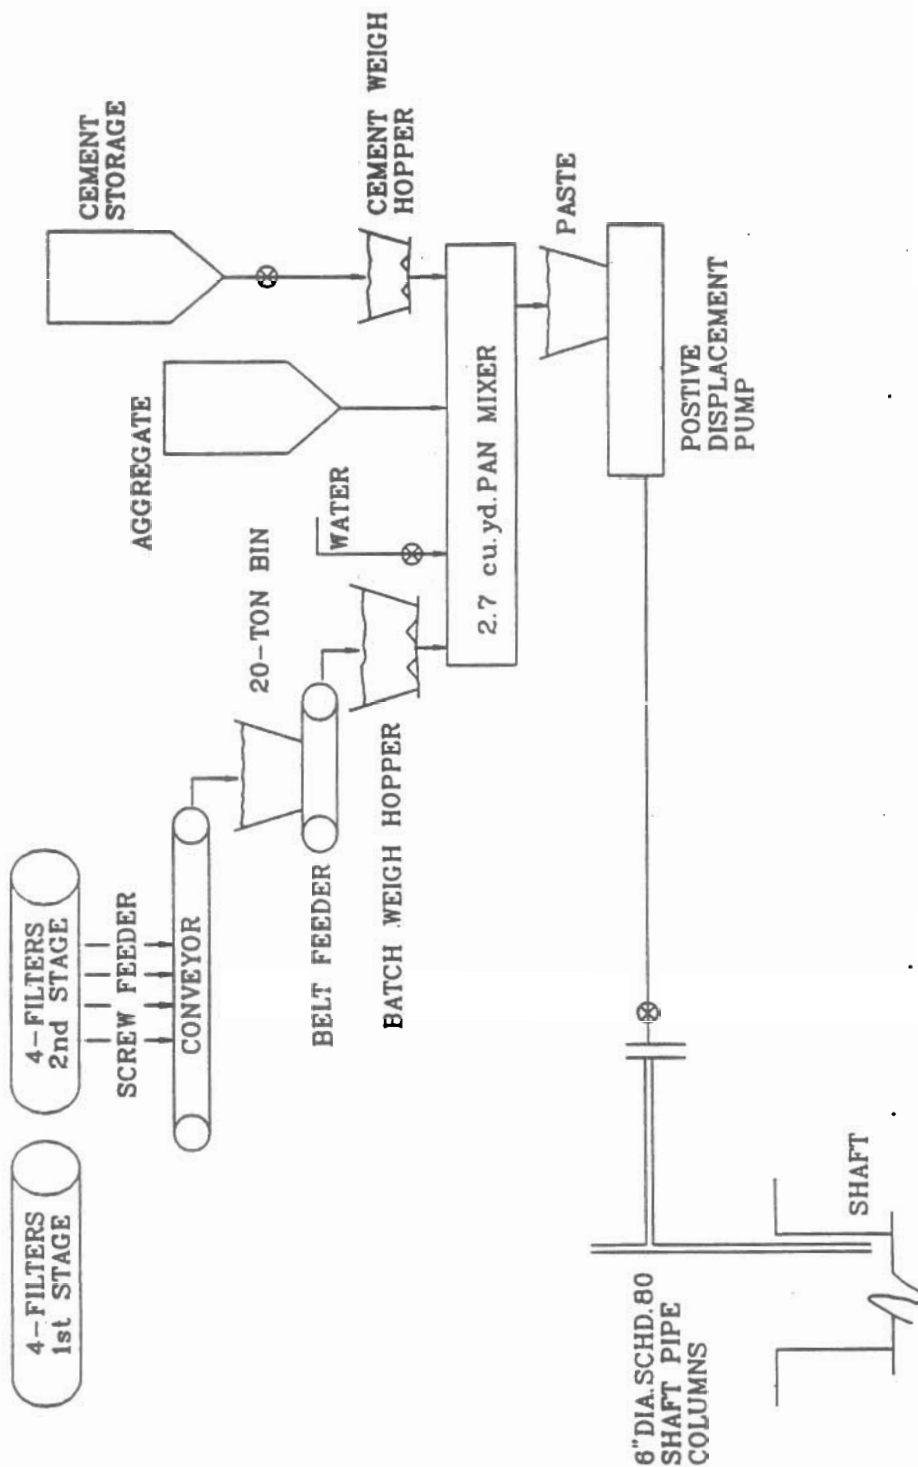 4-FILTERS
1st STAGE
4-FILTERS
2nd STAGE
SCREW FEEDER
CONVEYOR
20-TON BIN
BELT FEEDER
BATCH WEIGH HOPPER
WATER
AGGREGATE
CEMENT
STORAGE
CEMENT WEIGH
HOPPER
2.7 cu.yd.PAN MIXER
PASTE
POSTIVE
DISPLACEMENT
PUMP
6"DIA.SCHD.80
SHAFT PIPE
COLUMNS
SHAFT